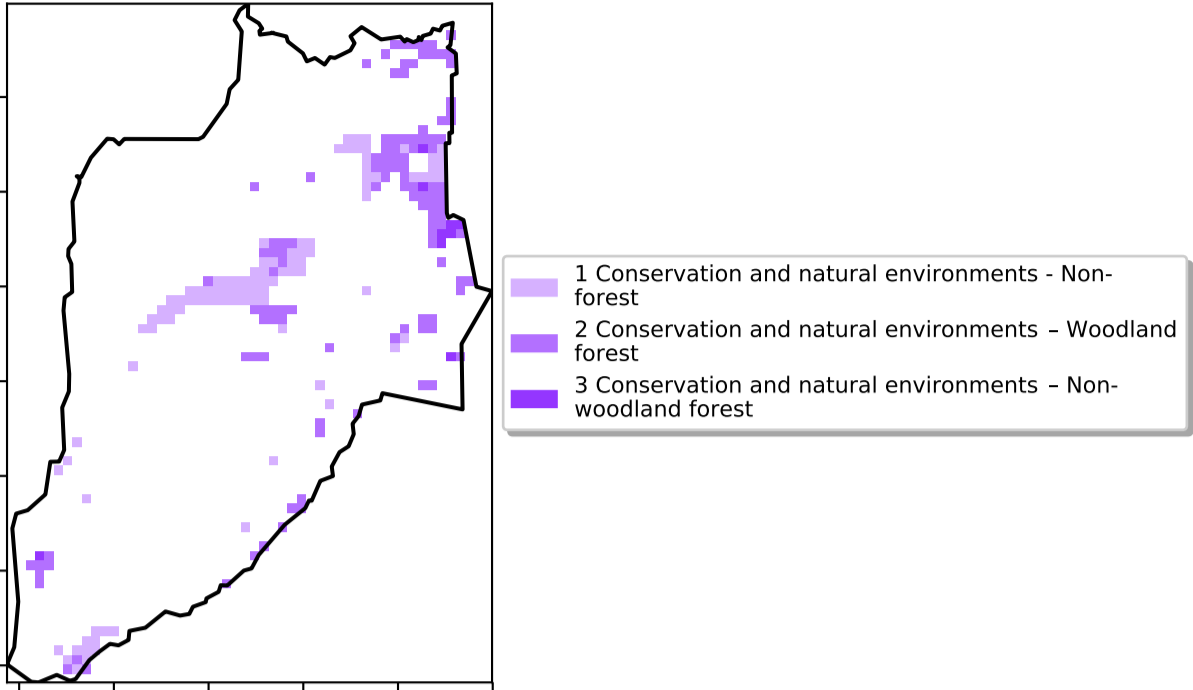 1 Conservation and natural environments - Non-
forest
2 Conservation and natural environments – Woodland
forest
3 Conservation and natural environments – Non-
woodland forest